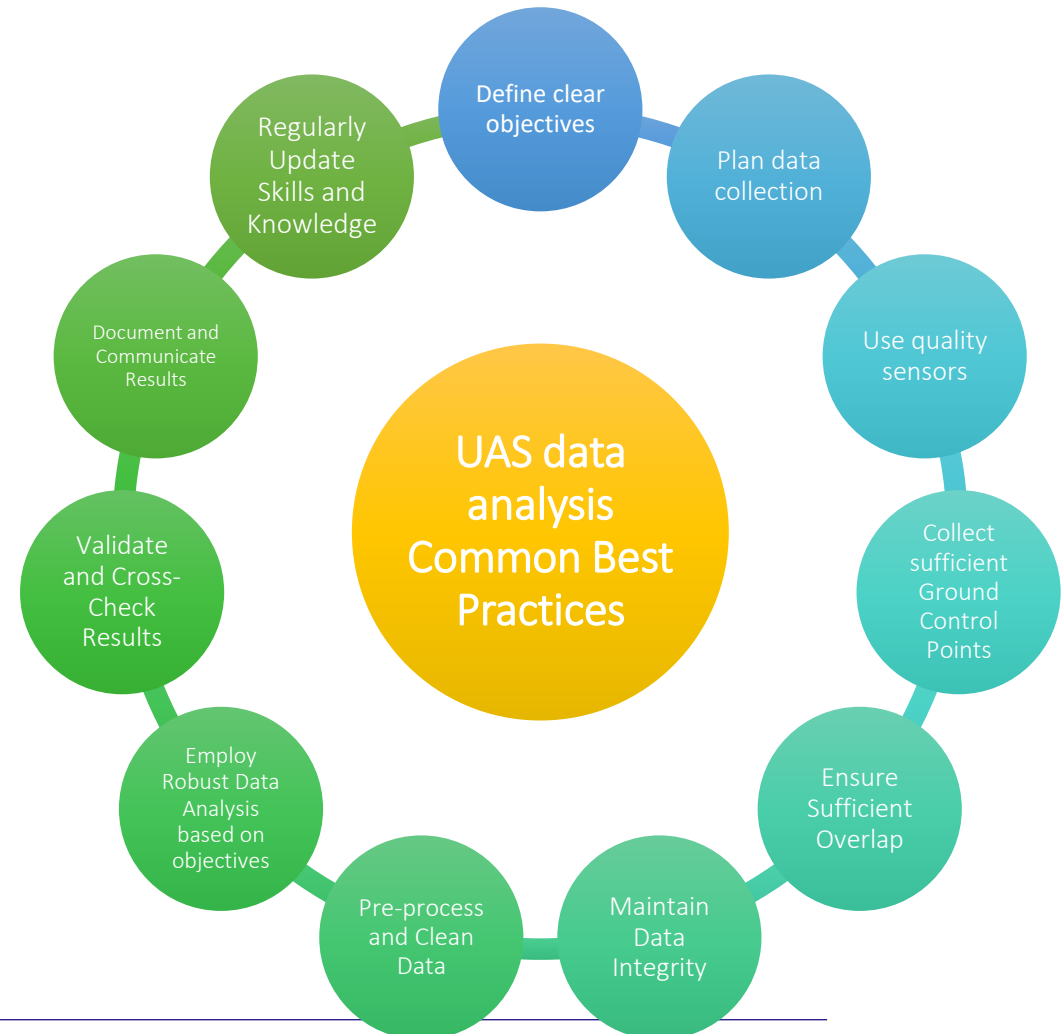 UAS data
analysis
Common Best
Practices
Define clear
objectives
Plan data
collection
Use quality
sensors
Collect
sufficient
Ground
Control
Points
Ensure
Sufficient
Overlap
Maintain
Data
Integrity
Pre-process
and Clean
Data
Employ
Robust Data
Analysis
based on
objectives
Validate
and Cross-
Check
Results
Document and
Communicate
Results
Regularly
Update
Skills and
Knowledge